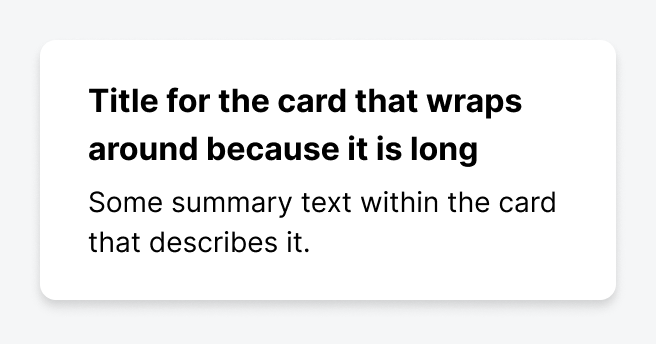 Title for the card that wraps
around because it is long
Some summary text within the card
that describes it.